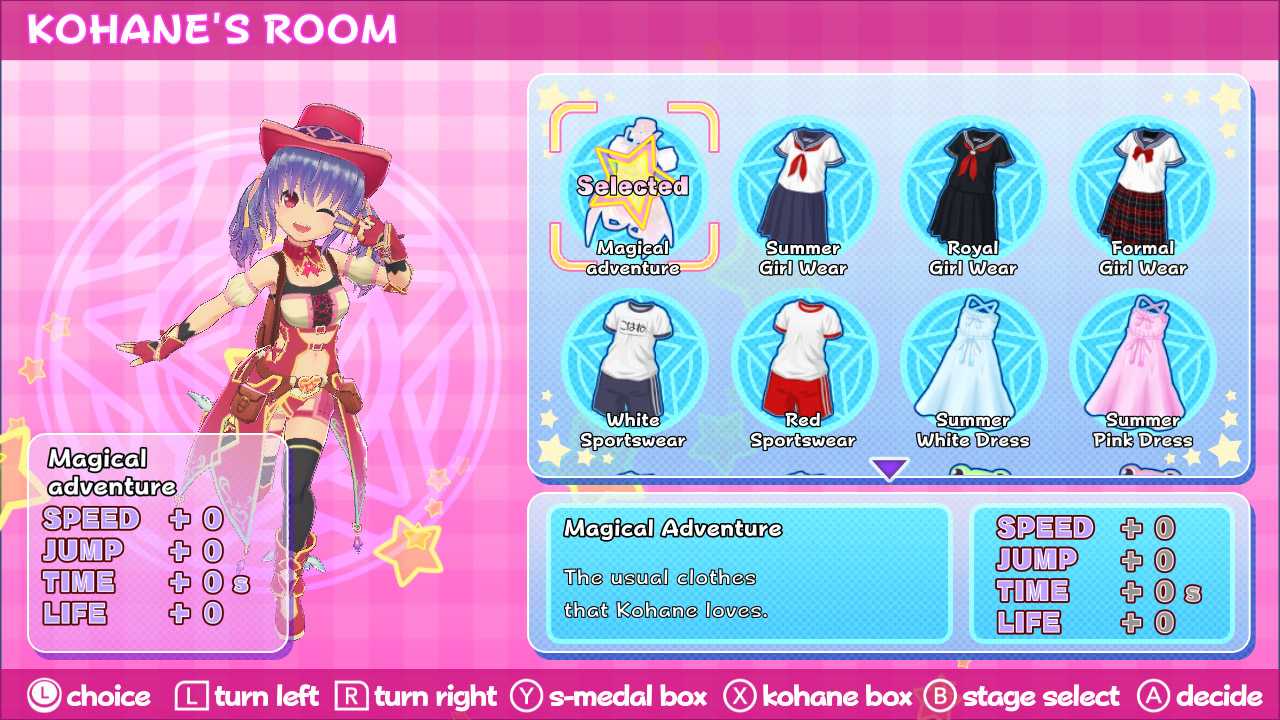 KOHANE'S ROOM
Selected
Magical
adventure
Summer
Girl Wear
Royal
Girl Wear
Formal
Girl Wear
こはね
White
Sportswear
Red
Sportswear
Summer
White Dress
Summer
Pink Dress
Magical
adventure
SPEED + 0
JUMP + 0
TIME + 0 s
LIFE + 0
Magical Adventure
The usual clothes
that Kohane loves.
SPEED + 0
JUMP + 0
TIME + 0 s
LIFE + 0
L choice L turn left R turn right Y s-medal box X kohane box B stage select A decide